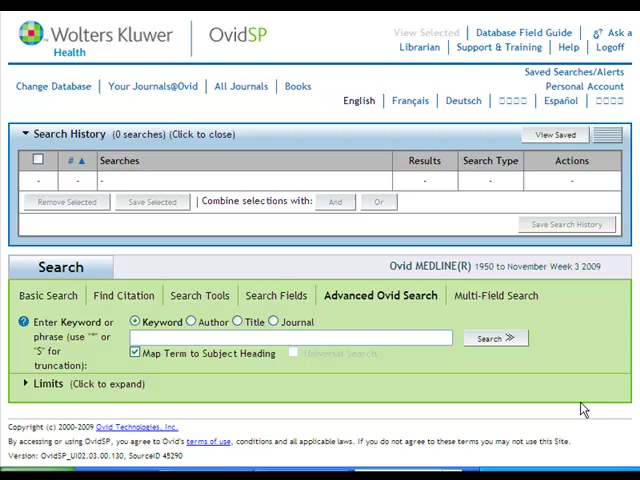 Wolters Kluwer Health OvidSP
View Selected | Database Field Guide | Ask a Librarian | Support & Training | Help | Logoff
Saved Searches/Alerts
Change Database | Your Journals@Ovid | All Journals | Books
Personal Account
English | Français | Deutsch | □□□□ | Español | □□□□
Search History (0 searches) (Click to close)
View Saved
# ▲ Searches Results Search Type Actions
- - - - - -
Remove Selected Save Selected | Combine selections with: And Or
Save Search History
Search
Ovid MEDLINE(R) 1950 to November Week 3 2009
Basic Search | Find Citation | Search Tools | Search Fields | Advanced Ovid Search | Multi-Field Search
? Enter Keyword or phrase (use "*" or "$" for truncation):
Keyword Author Title Journal
Search >>
Map Term to Subject Heading Universal Search
Limits (Click to expand)
Copyright (c) 2000-2009 Ovid Technologies, Inc.
By accessing or using OvidSP, you agree to Ovid's terms of use, conditions and all applicable laws. If you do not agree to these terms you may not use this Site.
Version: OvidSP_UI02.03.00.130, SourceID 45290